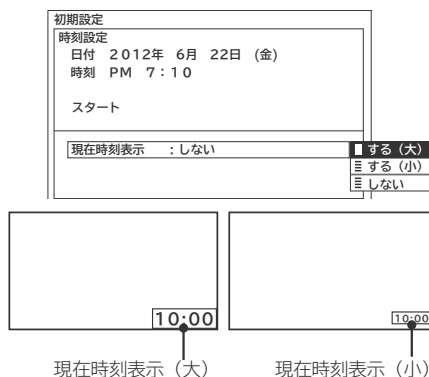 初期設定
時刻設定
日付 2012年 6月 22日 (金)
時刻 PM 7：10
スタート
現在時刻表示 ：しない
する（大）
する（小）
しない
10:00
10:00
現在時刻表示（大）
現在時刻表示（小）